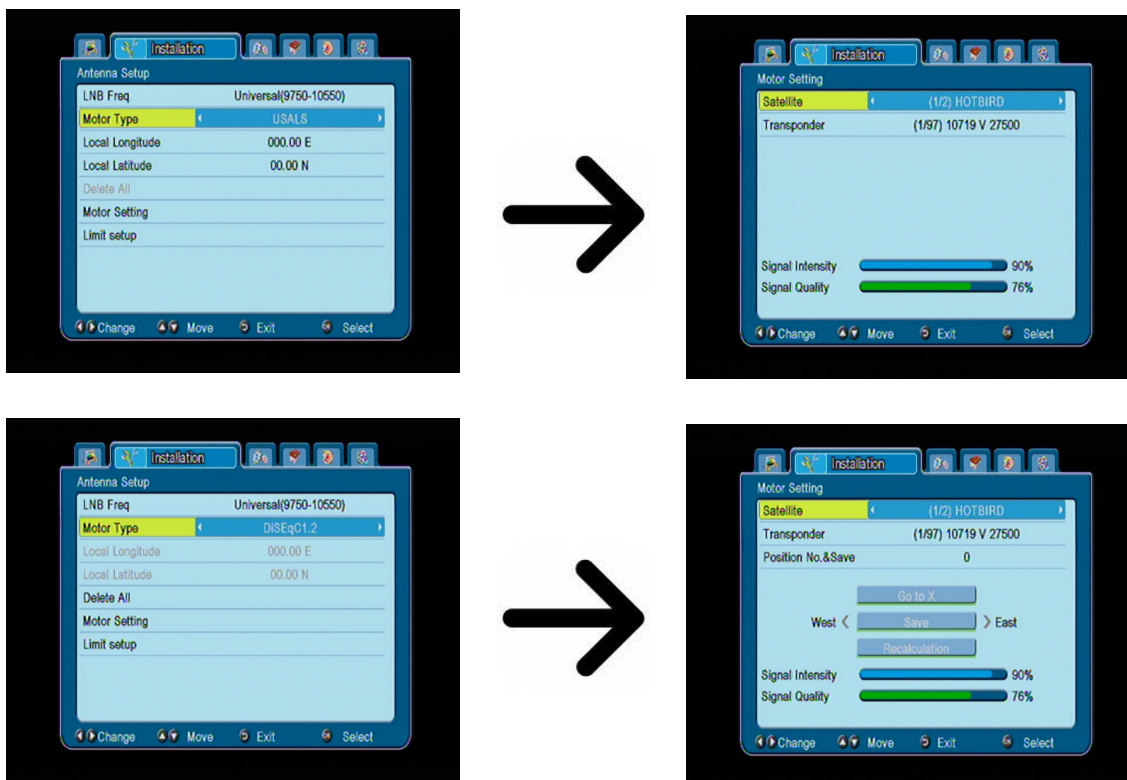 Installation
Antenna Setup
LNB Freq Universal(9750-10550)
Motor Type USALS
Local Longitude 000.00 E
Local Latitude 00.00 N
Delete All
Motor Setting
Limit setup
Change Move Exit Select
Installation
Motor Setting
Satellite (1/2) HOTBIRD
Transponder (1/97) 10719 V 27500
Signal Intensity 90%
Signal Quality 76%
Change Move Exit Select
Installation
Antenna Setup
LNB Freq Universal(9750-10550)
Motor Type DiSEqC1.2
Local Longitude 000.00 E
Local Latitude 00.00 N
Delete All
Motor Setting
Limit setup
Change Move Exit Select
Installation
Motor Setting
Satellite (1/2) HOTBIRD
Transponder (1/97) 10719 V 27500
Position No.&Save 0
Go to X
West Save East
Recalculation
Signal Intensity 90%
Signal Quality 76%
Change Move Exit Select